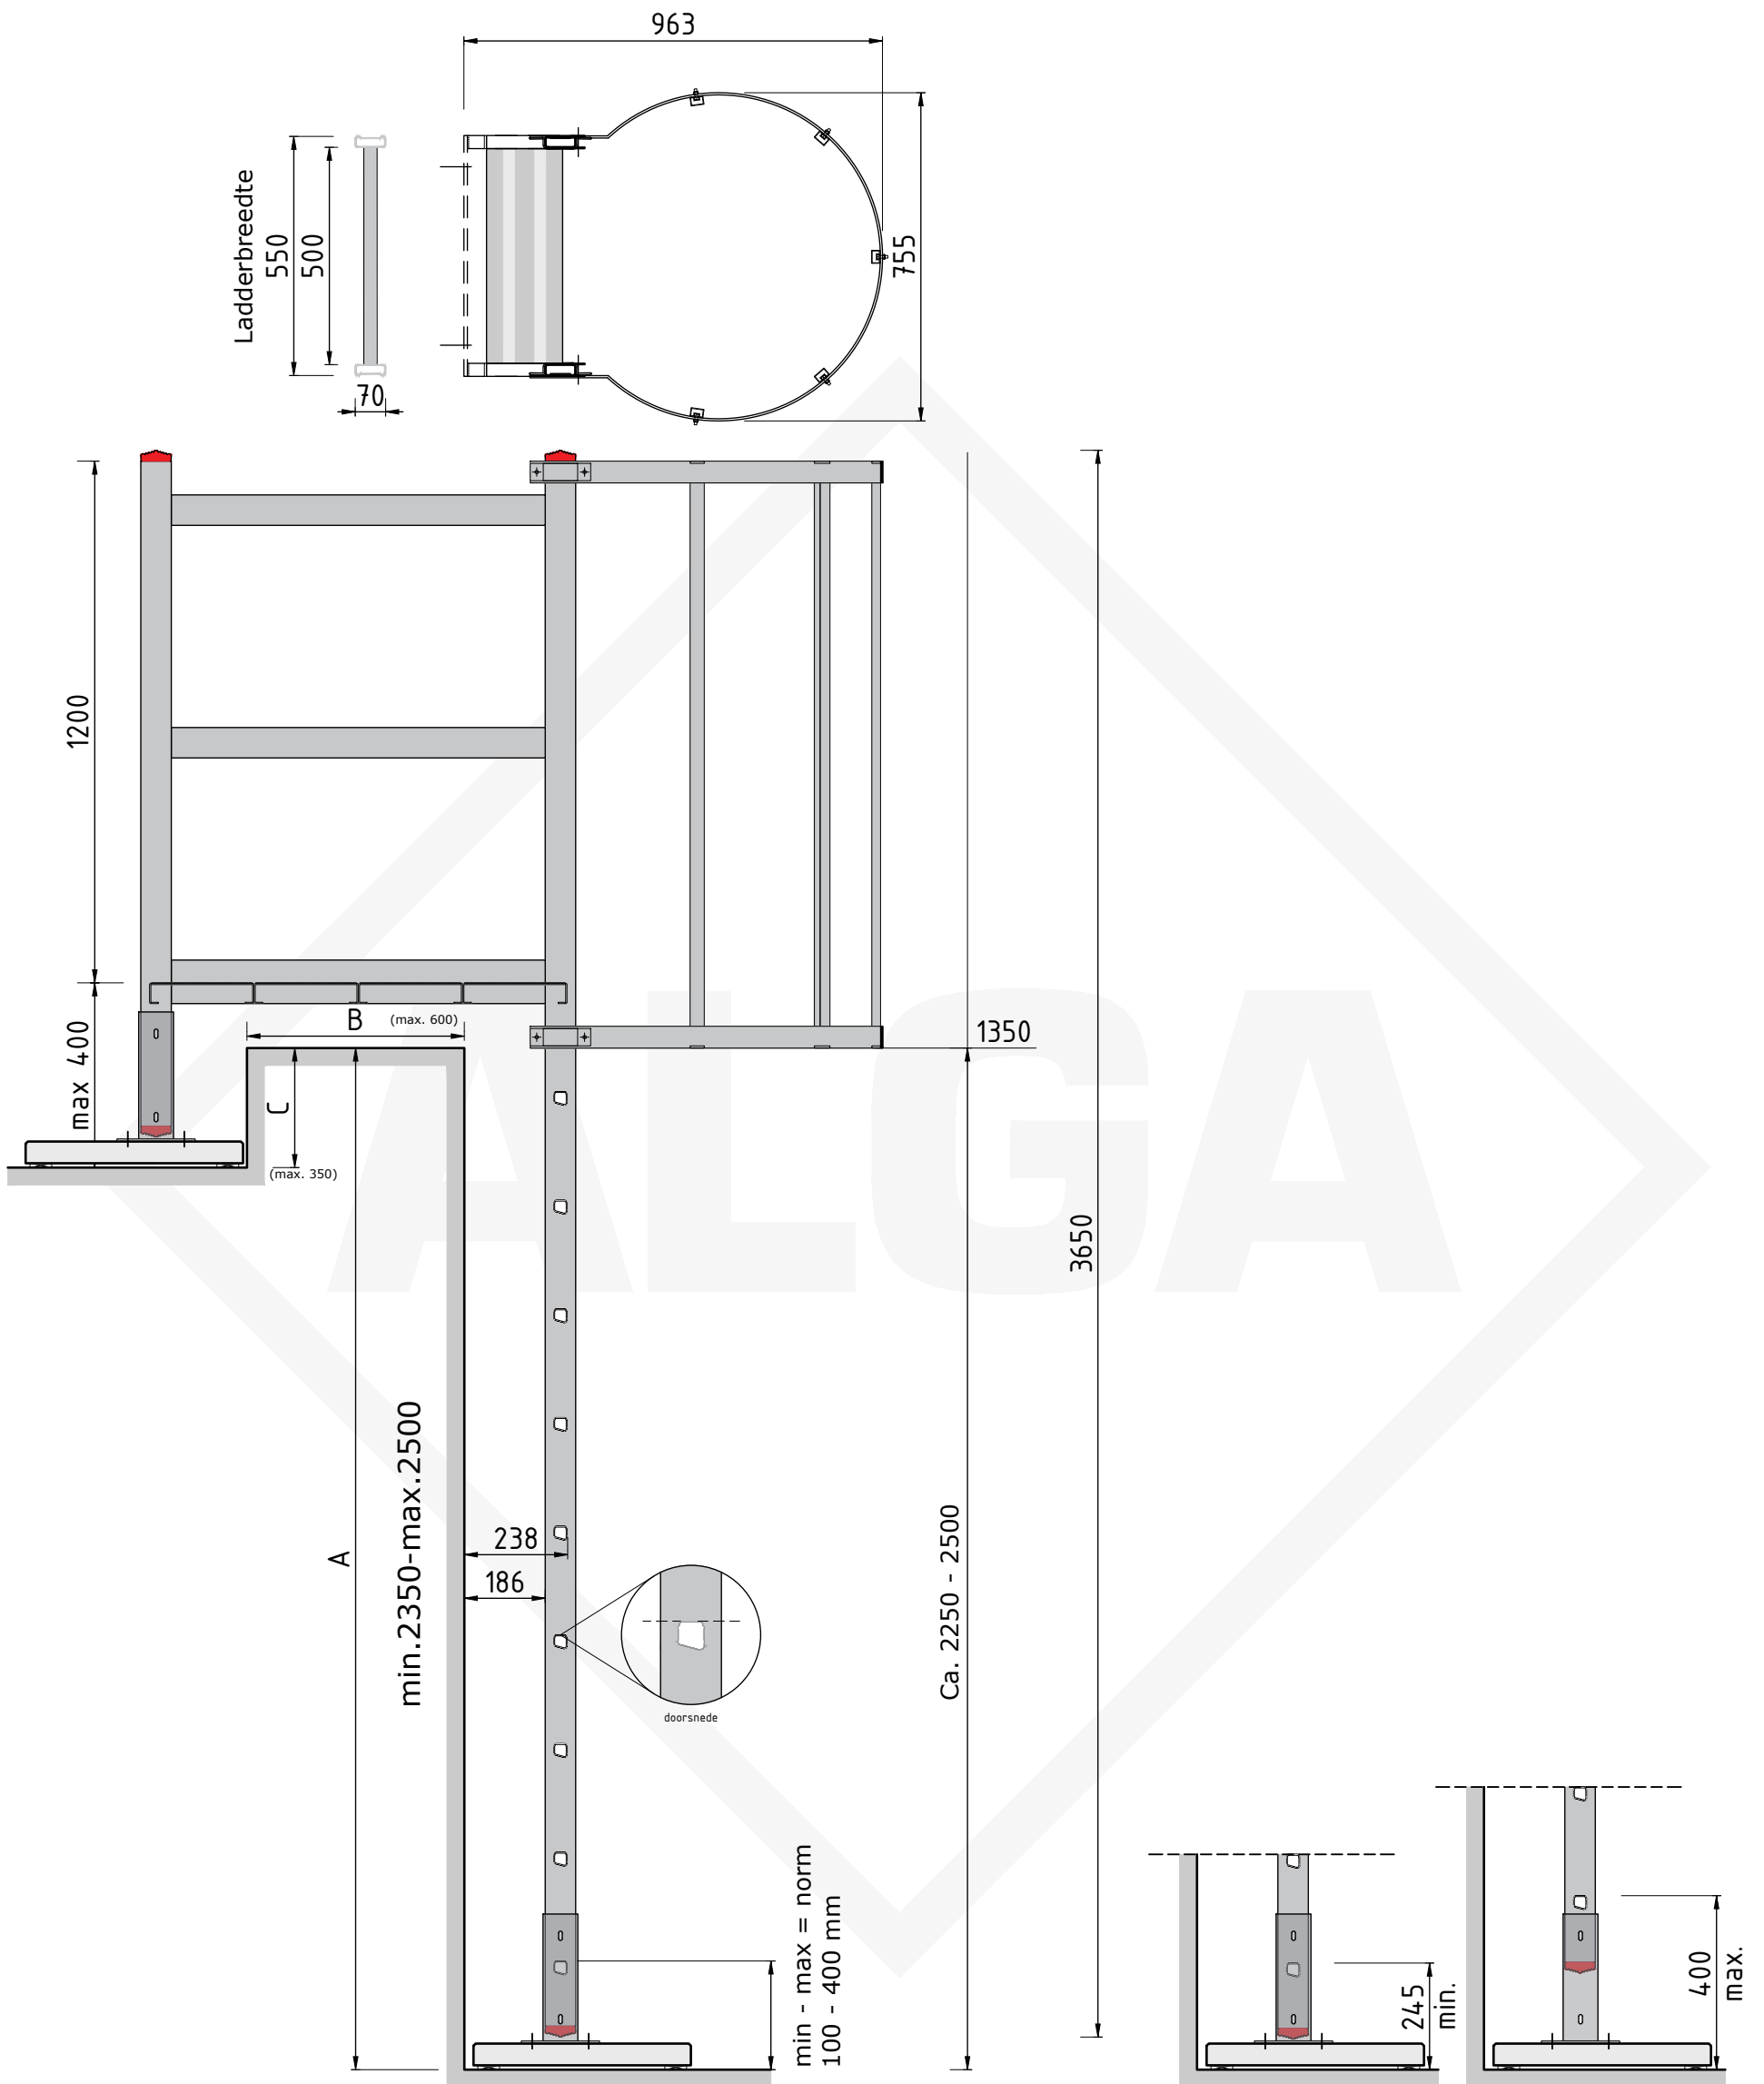 963
Ladderbreedte
550
500
755
70
1200
B (max. 600)
max 400
1350
C
(max. 350)
ALGA
3650
min.2350-max.2500
A
238
186
Ca. 2250 - 2500
doorsnede
min - max = norm
100 - 400 mm
245
min.
400
max.